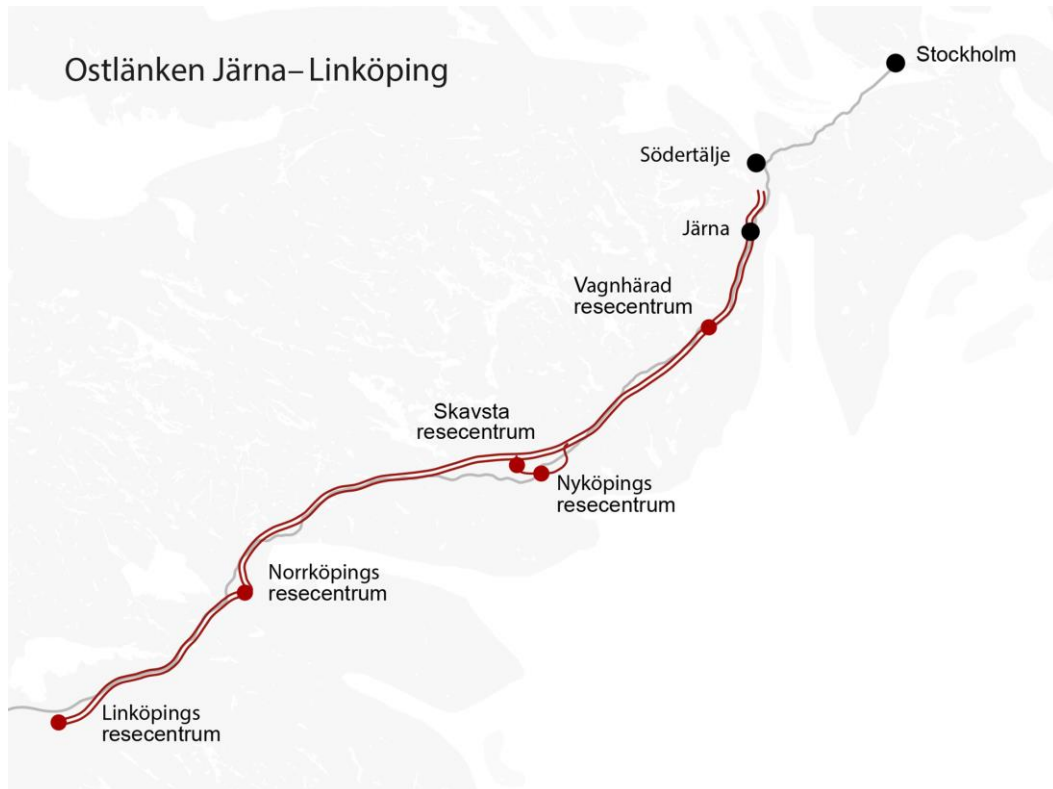 Ostlänken Järna–Linköping
Stockholm
Södertälje
Järna
Vagnhärad
resecentrum
Skavsta
resecentrum
Nyköpings
resecentrum
Norrköpings
resecentrum
Linköpings
resecentrum